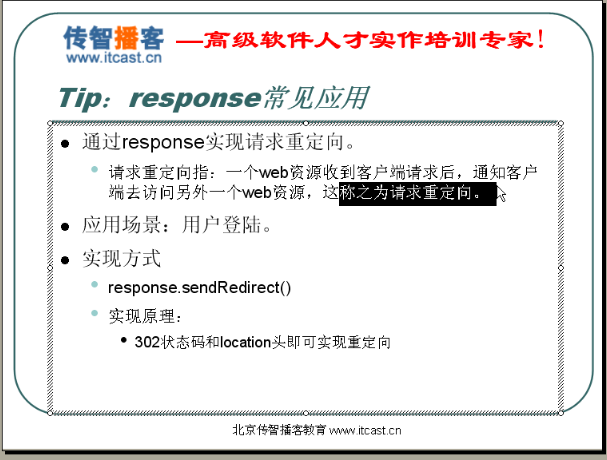 传智播客 —高级软件人才实作培训专家!
www.itcast.cn
Tip：response常见应用
通过response实现请求重定向。
请求重定向指：一个web资源收到客户端请求后，通知客户
端去访问另外一个web资源，这称之为请求重定向。
应用场景：用户登陆。
实现方式
response.sendRedirect()
实现原理：
302状态码和location头即可实现重定向
北京传智播客教育 www.itcast.cn